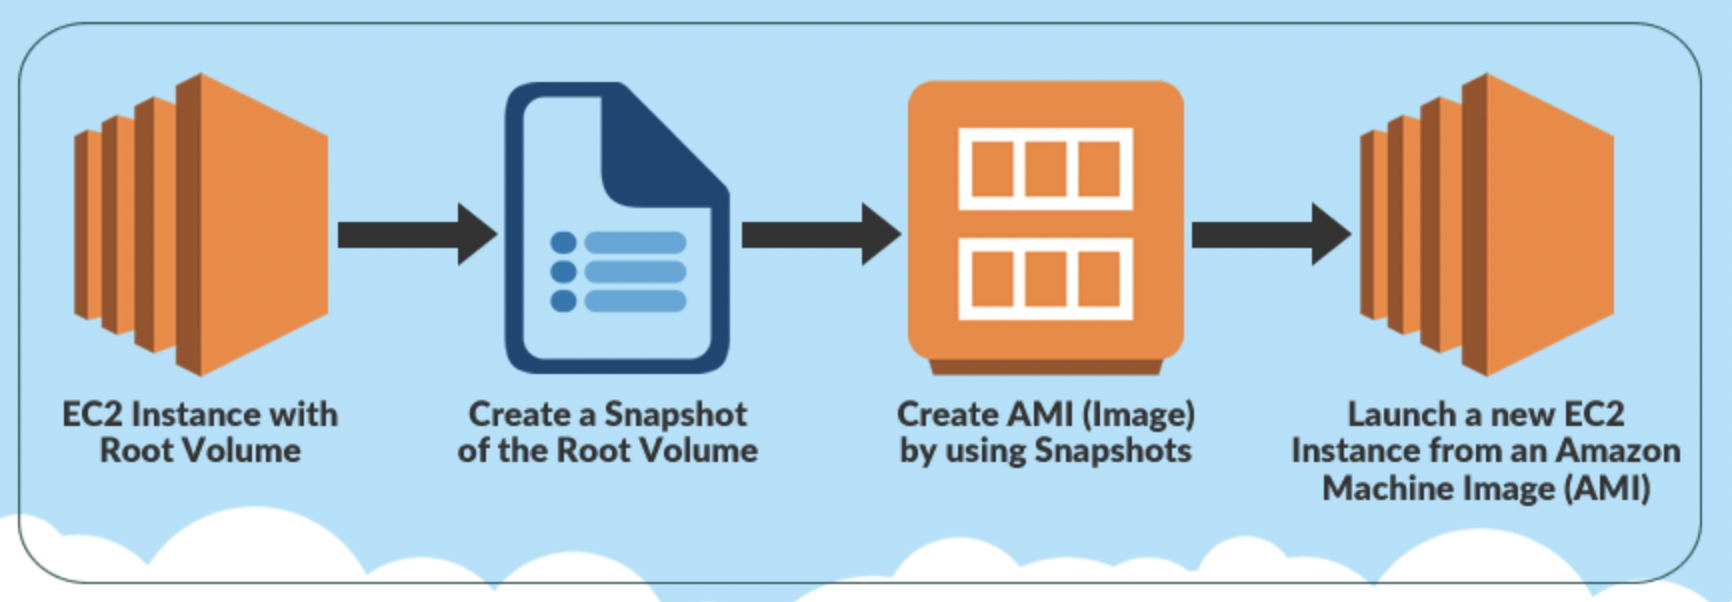 EC2 Instance with
Root Volume
Create a Snapshot
of the Root Volume
Create AMI (Image)
by using Snapshots
Launch a new EC2
Instance from an Amazon
Machine Image (AMI)